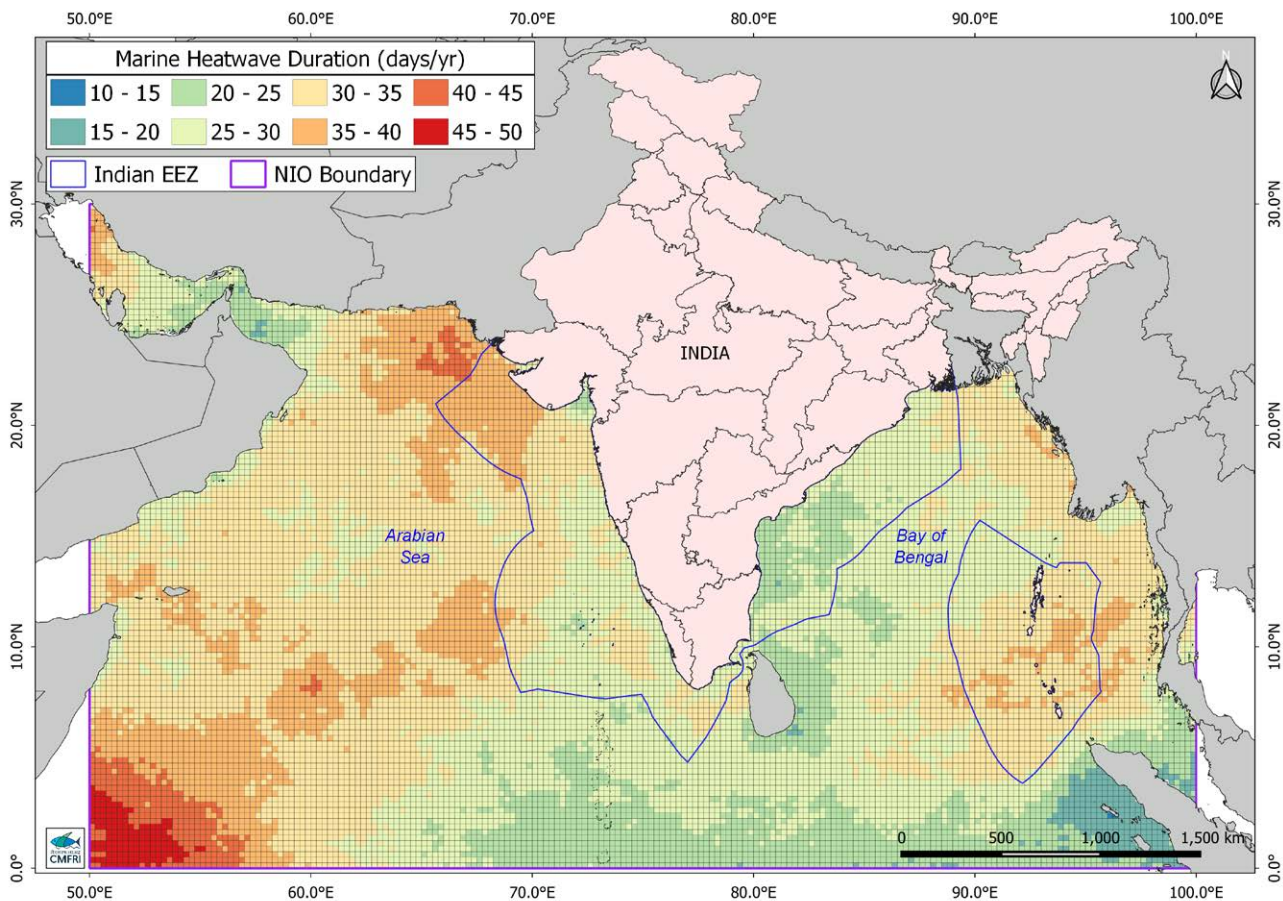 50.0°E 60.0°E 70.0°E 80.0°E 90.0°E 100.0°E
Marine Heatwave Duration (days/yr)
10 - 15 20 - 25 30 - 35 40 - 45
15 - 20 25 - 30 35 - 40 45 - 50
Indian EEZ NIO Boundary
N
30.0°N 30.0°N
INDIA
20.0°N 20.0°N
Arabian
Sea
Bay of
Bengal
10.0°N 10.0°N
0 500 1,000 1,500 km
CMFRI
0.0° 0.0°
50.0°E 60.0°E 70.0°E 80.0°E 90.0°E 100.0°E